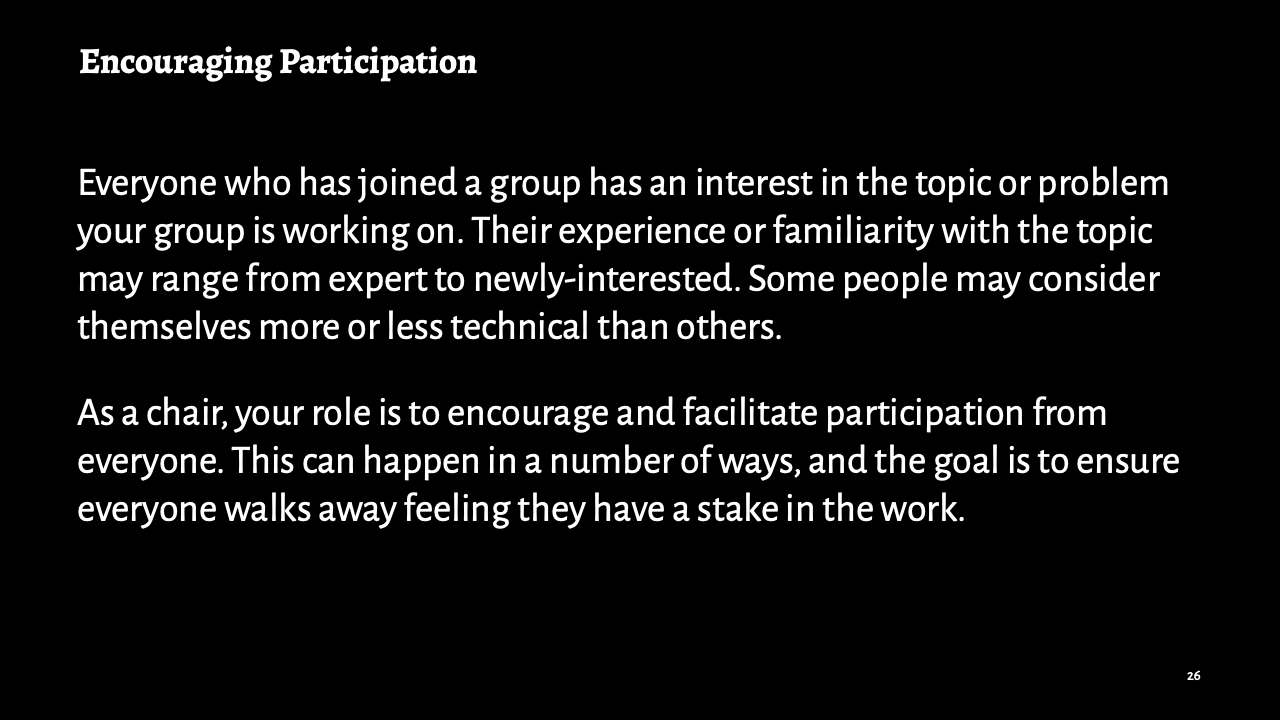 Encouraging Participation
Everyone who has joined a group has an interest in the topic or problem
your group is working on. Their experience or familiarity with the topic
may range from expert to newly-interested. Some people may consider
themselves more or less technical than others.
As a chair, your role is to encourage and facilitate participation from
everyone. This can happen in a number of ways, and the goal is to ensure
everyone walks away feeling they have a stake in the work.
26